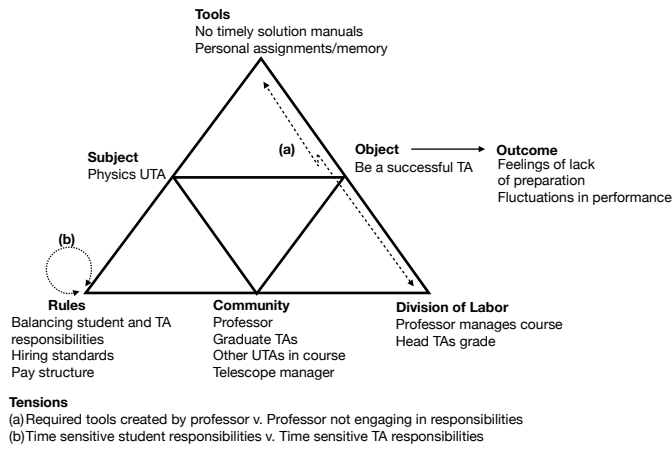 Tools
No timely solution manuals
Personal assignments/memory
(a)
Object
Be a successful TA
Outcome
Feelings of lack
of preparation
Fluctuations in performance
Subject
Physics UTA
(b)
Rules
Balancing student and TA
responsibilities
Hiring standards
Pay structure
Community
Professor
Graduate TAs
Other UTAs in course
Telescope manager
Division of Labor
Professor manages course
Head TAs grade
Tensions
(a) Required tools created by professor v. Professor not engaging in responsibilities
(b) Time sensitive student responsibilities v. Time sensitive TA responsibilities